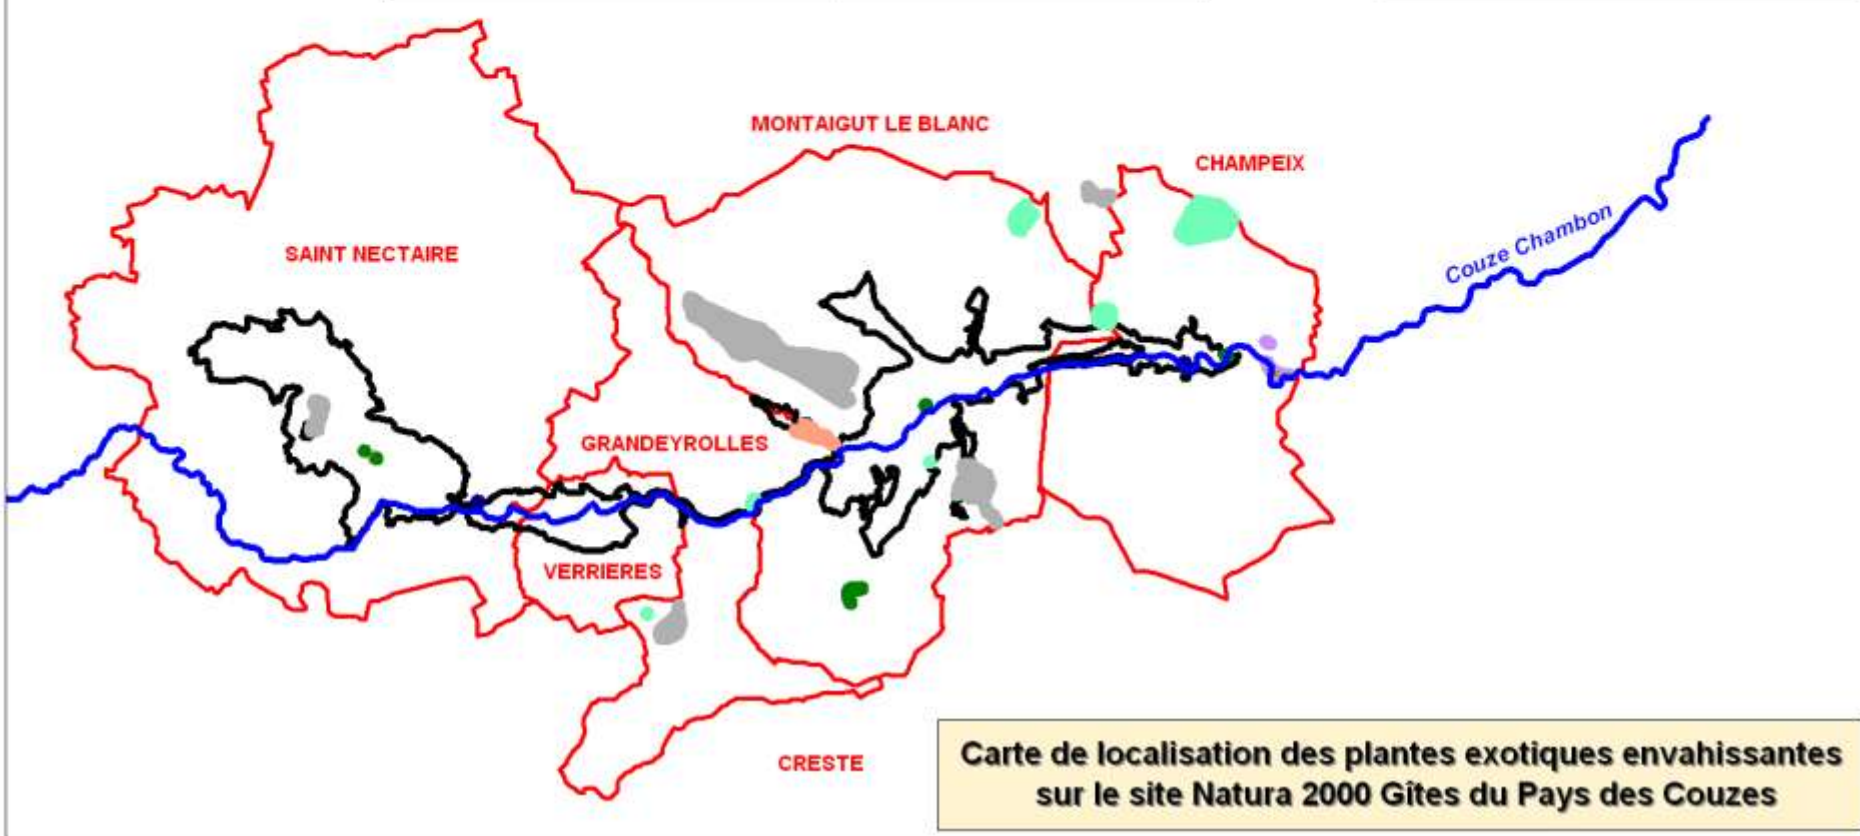 MONTAIGUT LE BLANC
CHAMPEIX
SAINT NECTAIRE
Couze Chambon
GRANDEYROLLES
VERRIERES
CRESTE
Carte de localisation des plantes exotiques envahissantes
sur le site Natura 2000 Gîtes du Pays des Couzes